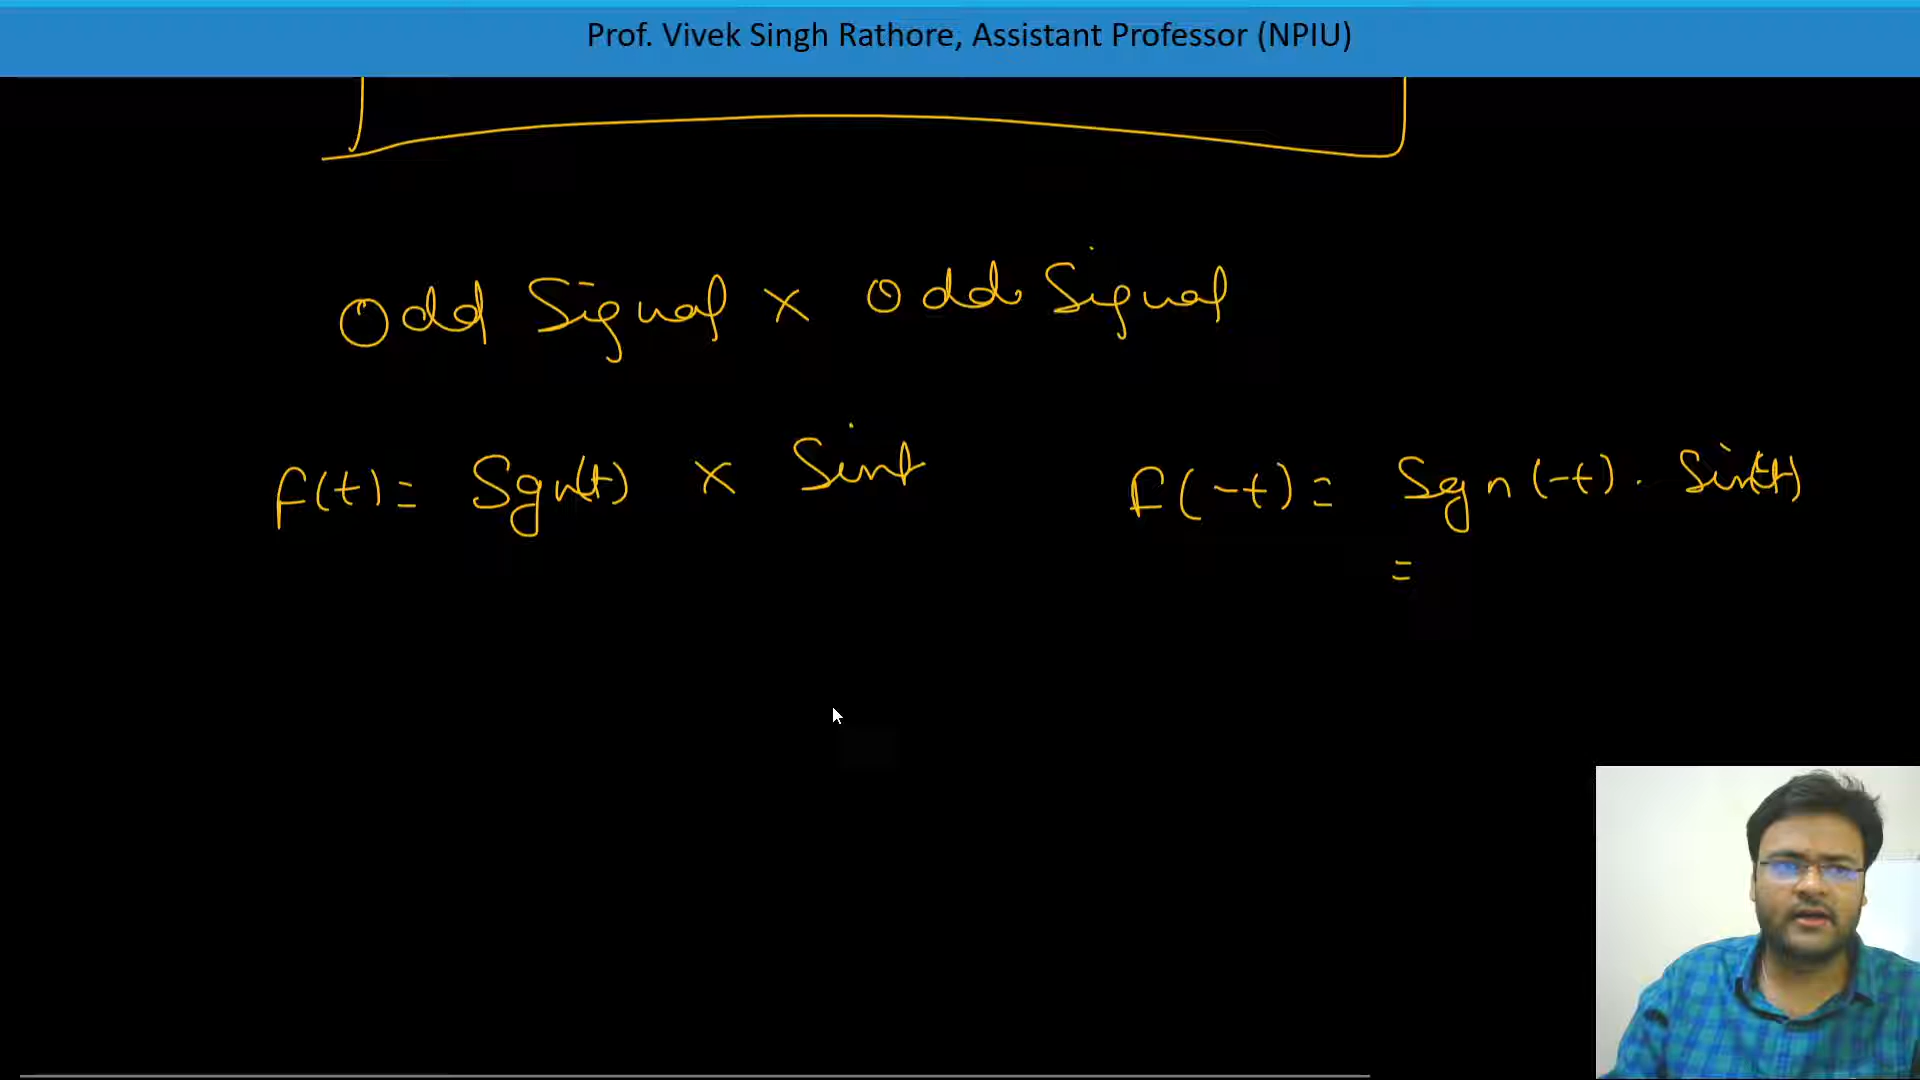 Prof. Vivek Singh Rathore, Assistant Professor (NPIU)
Odd Signal × Odd Signal
f(t) = Sgn(t) × Sint
f(-t) = Sgn(-t) . Sin(-t)
=